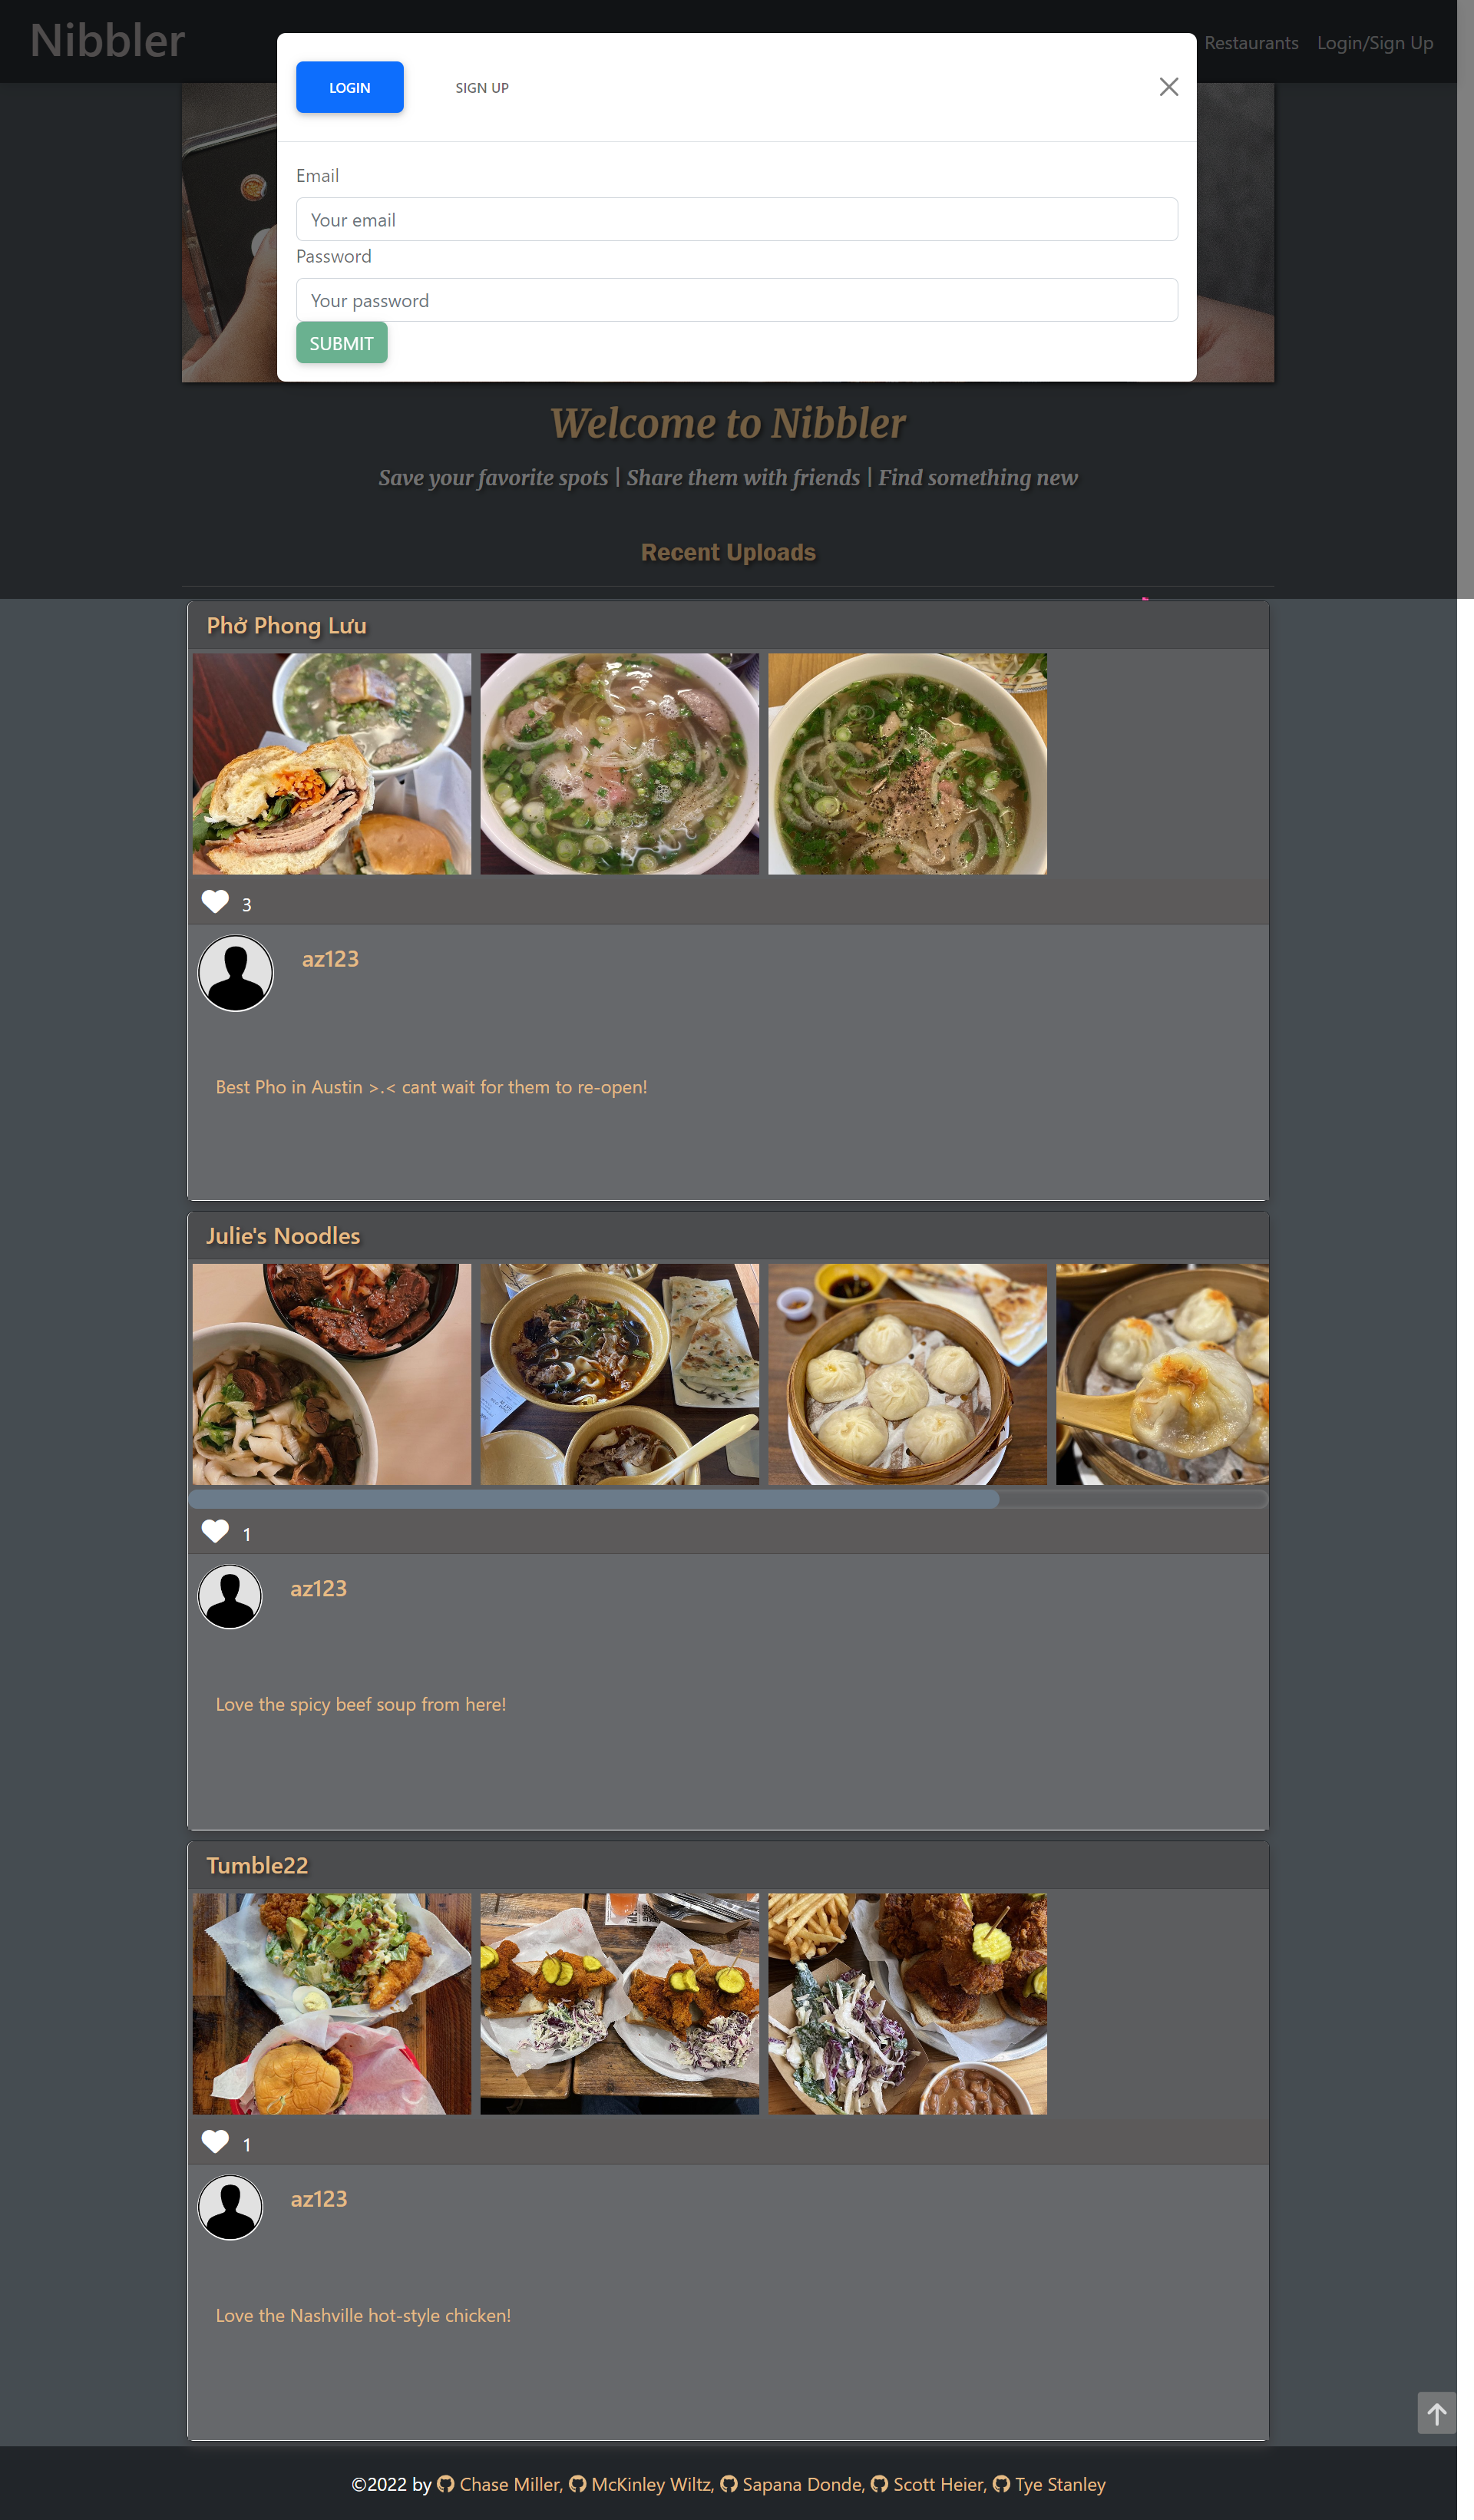 Nibbler
Restaurants Login/Sign Up
LOGIN SIGN UP
Email
Your email
Password
Your password
SUBMIT
Welcome to Nibbler
Save your favorite spots | Share them with friends | Find something new
Recent Uploads
Phở Phong Lưu
3
az123
Best Pho in Austin >.< cant wait for them to re-open!
Julie's Noodles
1
az123
Love the spicy beef soup from here!
Tumble22
1
az123
Love the Nashville hot-style chicken!
©2022 by Chase Miller, McKinley Wiltz, Sapana Donde, Scott Heier, Tye Stanley